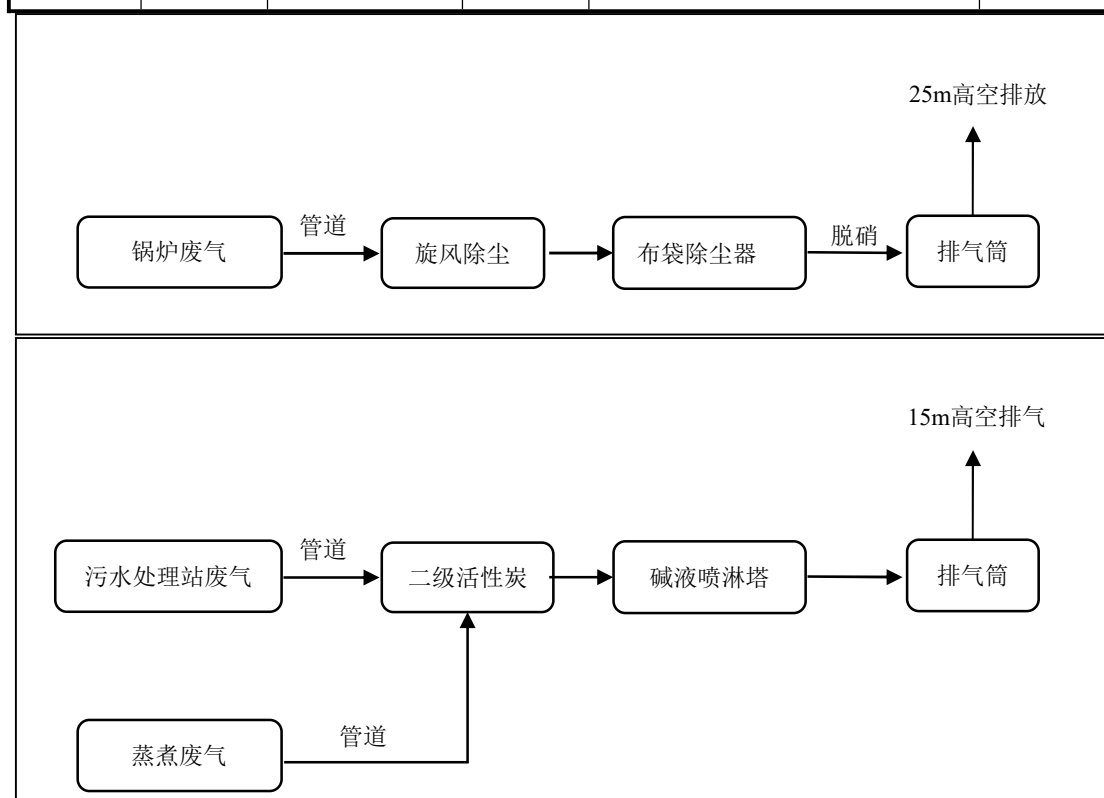 25m高空排放
锅炉废气
管道
旋风除尘
布袋除尘器
脱硝
排气筒
15m高空排气
污水处理站废气
管道
二级活性炭
碱液喷淋塔
排气筒
蒸煮废气
管道